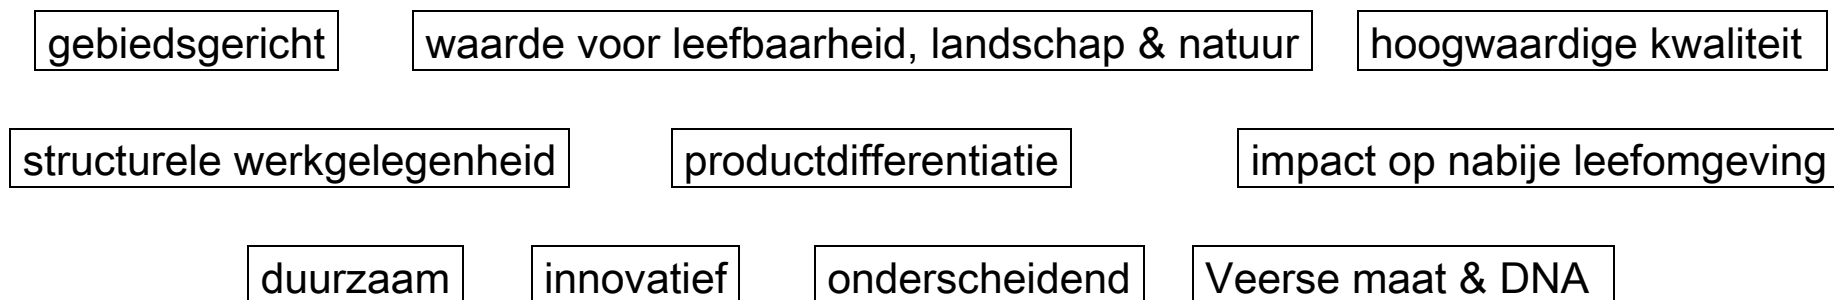 gebiedsgericht waarde voor leefbaarheid, landschap & natuur hoogwaardige kwaliteit
structurele werkgelegenheid productdifferentiatie impact op nabije leefomgeving
duurzaam innovatief onderscheidend Veerse maat & DNA